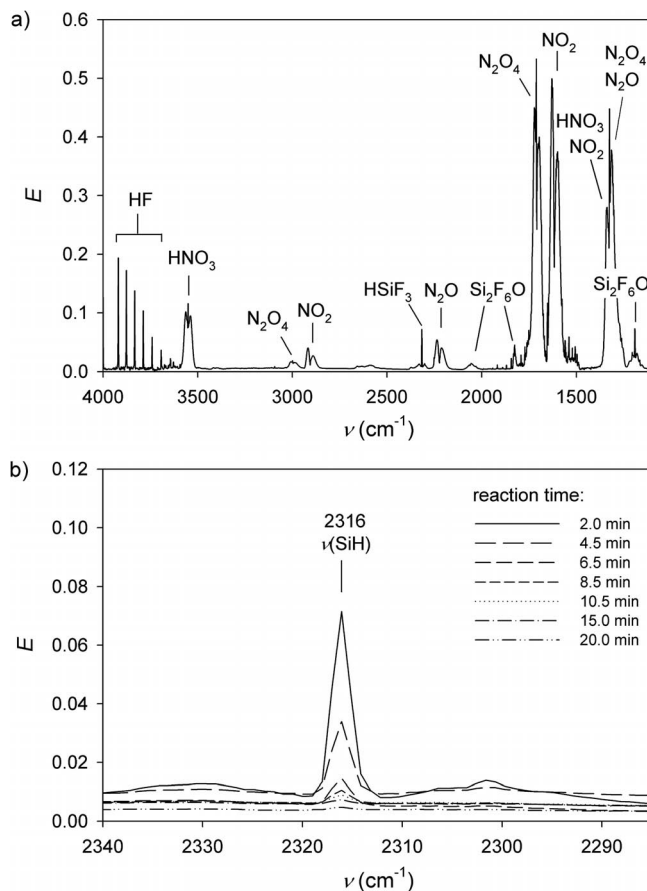 a)
0.6
0.5
0.4
0.3
0.2
0.1
0.0
E
HF
HNO₃
N₂O₄
NO₂
HSiF₃
N₂O
Si₂F₆O
N₂O₄
NO₂
HNO₃
NO₂
N₂O₄
N₂O
Si₂F₆O
4000 3500 3000 2500 2000 1500
ν (cm⁻¹)
b)
0.12
0.10
0.08
0.06
0.04
0.02
0.00
E
2316
ν(SiH)
reaction time:
2.0 min
4.5 min
6.5 min
8.5 min
10.5 min
15.0 min
20.0 min
2340 2330 2320 2310 2300 2290
ν (cm⁻¹)